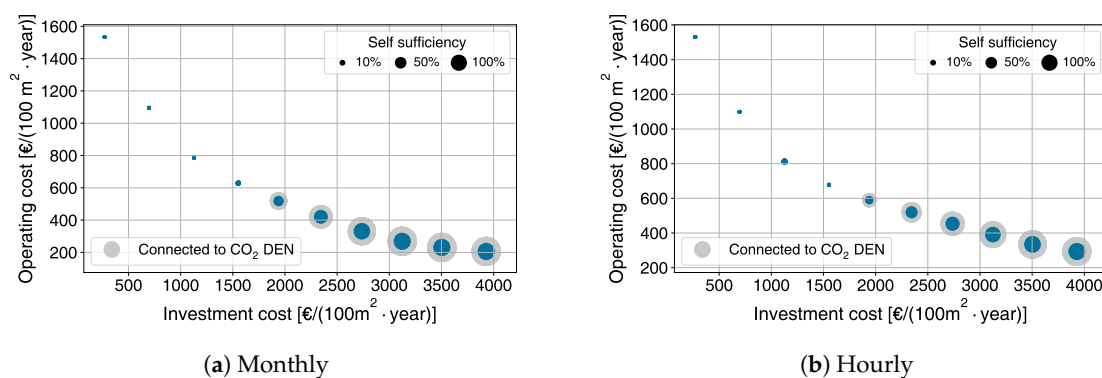 Operating cost [€/(100 m² · year)]
1600
1400
1200
1000
800
600
400
200
Self sufficiency
10% 50% 100%
Connected to CO₂ DEN
500 1000 1500 2000 2500 3000 3500 4000
Investment cost [€/(100m² · year)]
(a) Monthly
Operating cost [€/(100 m² · year)]
1600
1400
1200
1000
800
600
400
200
Self sufficiency
10% 50% 100%
Connected to CO₂ DEN
500 1000 1500 2000 2500 3000 3500 4000
Investment cost [€/(100m² · year)]
(b) Hourly